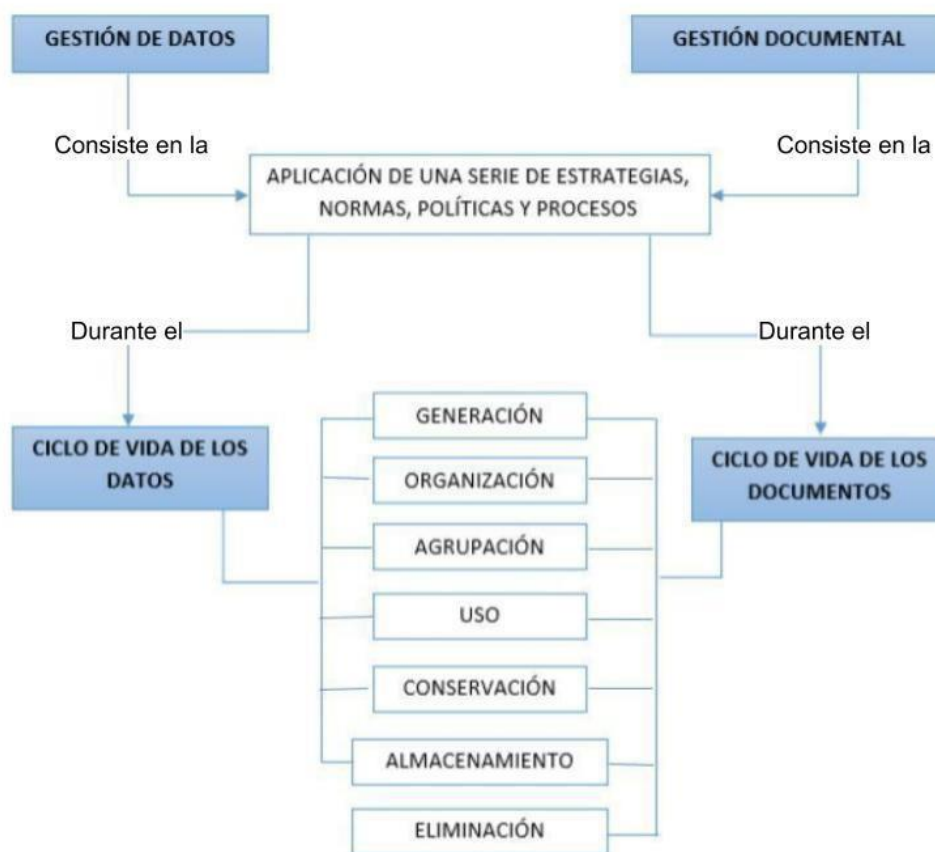 GESTIÓN DE DATOS
GESTIÓN DOCUMENTAL
Consiste en la
Consiste en la
APLICACIÓN DE UNA SERIE DE ESTRATEGIAS,
NORMAS, POLÍTICAS Y PROCESOS
Durante el
Durante el
CICLO DE VIDA DE LOS
DATOS
GENERACIÓN
ORGANIZACIÓN
AGRUPACIÓN
USO
CONSERVACIÓN
ALMACENAMIENTO
ELIMINACIÓN
CICLO DE VIDA DE LOS
DOCUMENTOS